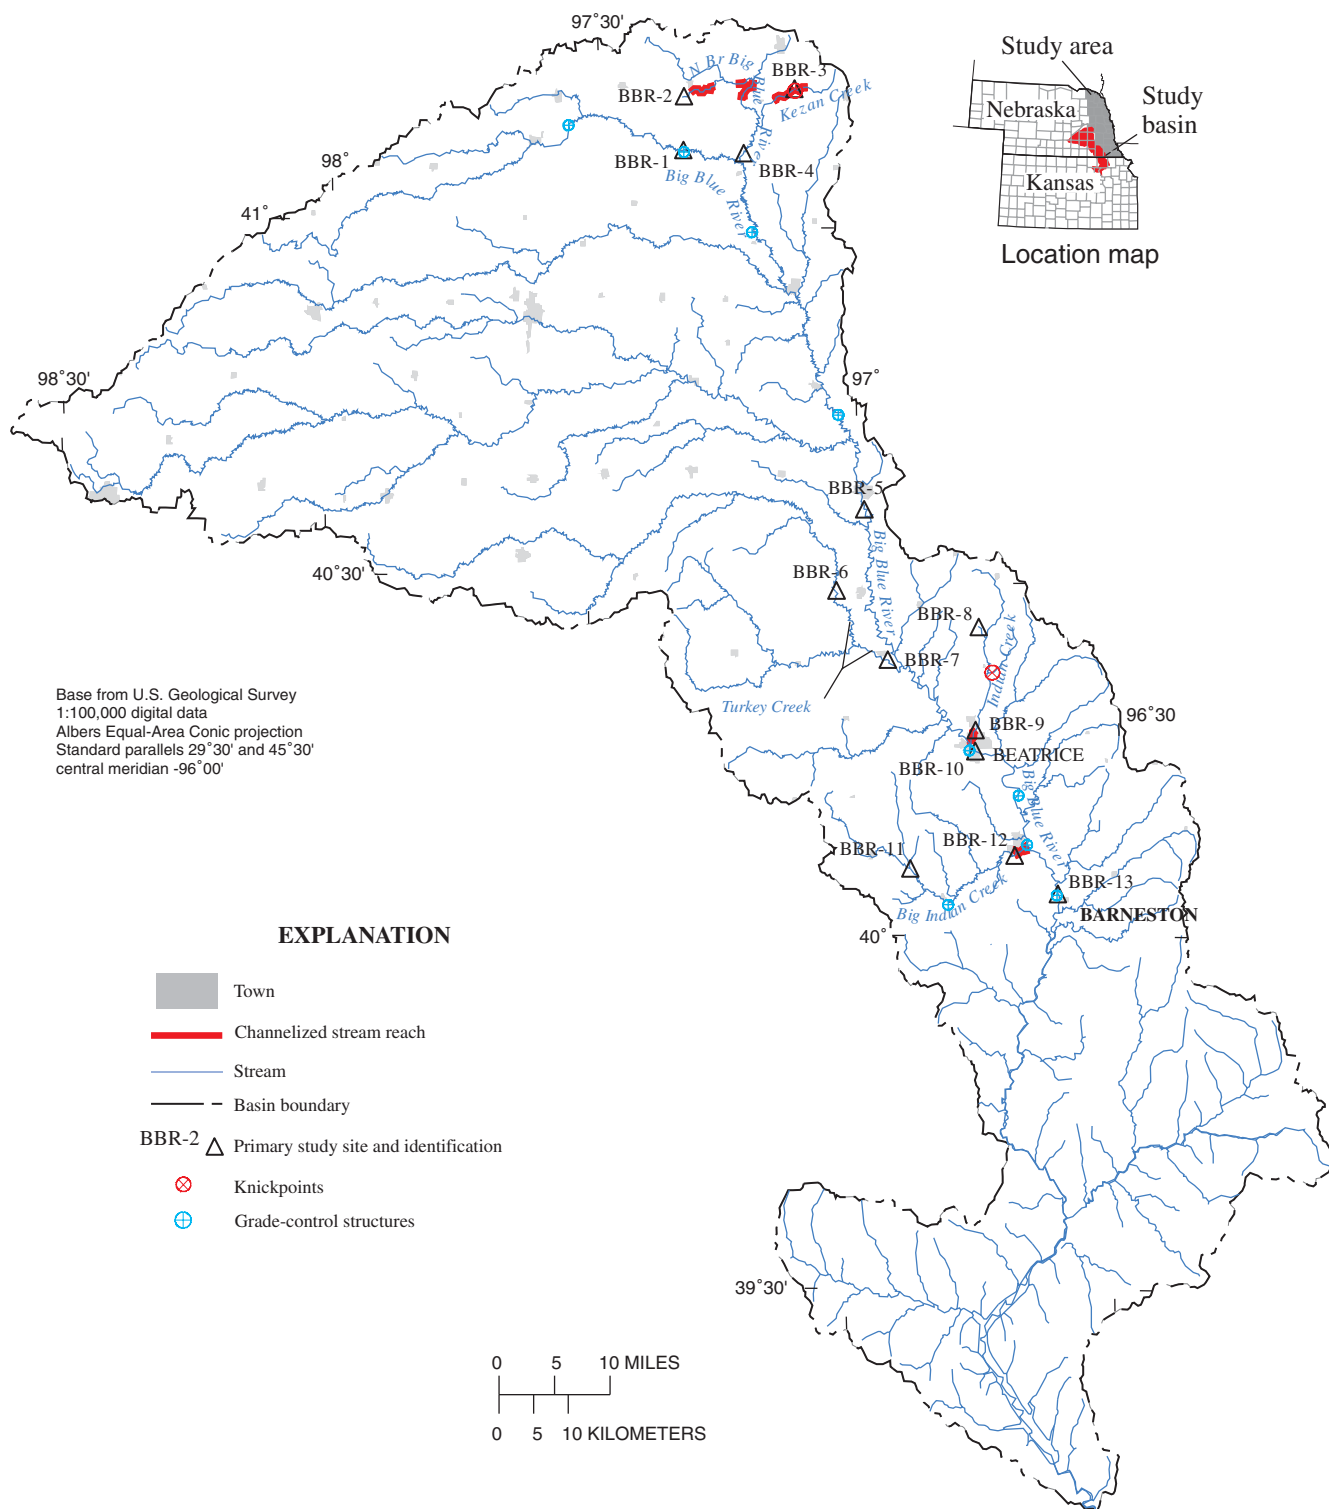 97°30'
Study area
Nebraska
Study
basin
Kansas
Location map
N Br Big
Blue
River
BBR-3
BBR-2
Kezan Creek
BBR-1
BBR-4
Big Blue
River
98°
41°
98°30'
97°
BBR-5
40°30'
BBR-6
Big Blue River
BBR-8
Indian Creek
BBR-7
Turkey Creek
96°30
BBR-9
BEATRICE
BBR-10
Big Blue River
BBR-12
BBR-11
BBR-13
Big Indian Creek
BARNESTON
40°
Base from U.S. Geological Survey
1:100,000 digital data
Albers Equal-Area Conic projection
Standard parallels 29°30' and 45°30'
central meridian -96°00'
EXPLANATION
Town
Channelized stream reach
Stream
Basin boundary
BBR-2 Primary study site and identification
Knickpoints
Grade-control structures
39°30'
0 5 10 MILES
0 5 10 KILOMETERS